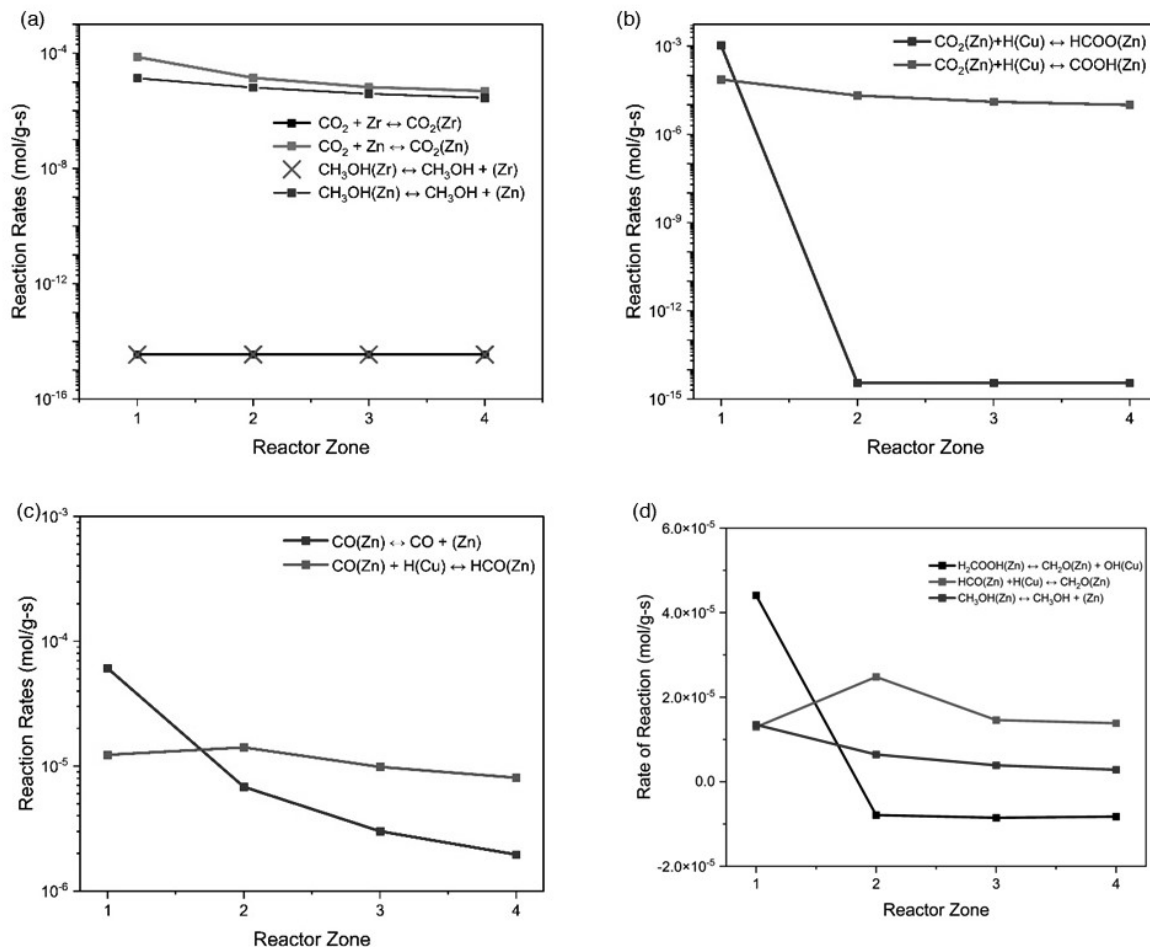 (a)
Reaction Rates (mol/g-s)
10⁻⁴
10⁻⁸
10⁻¹²
10⁻¹⁶
CO₂ + Zr ↔ CO₂(Zr)
CO₂ + Zn ↔ CO₂(Zn)
CH₃OH(Zr) ↔ CH₃OH + (Zr)
CH₃OH(Zn) ↔ CH₃OH + (Zn)
1 2 3 4
Reactor Zone
(b)
Reaction Rates (mol/g-s)
10⁻³
10⁻⁶
10⁻⁹
10⁻¹²
10⁻¹⁵
CO₂(Zn)+H(Cu) ↔ HCOO(Zn)
CO₂(Zn)+H(Cu) ↔ COOH(Zn)
1 2 3 4
Reactor Zone
(c)
Reaction Rates (mol/g-s)
10⁻³
10⁻⁴
10⁻⁵
10⁻⁶
CO(Zn) ↔ CO + (Zn)
CO(Zn) + H(Cu) ↔ HCO(Zn)
1 2 3 4
Reactor Zone
(d)
Rate of Reaction (mol/g-s)
6.0×10⁻⁵
4.0×10⁻⁵
2.0×10⁻⁵
0.0
-2.0×10⁻⁵
H₂COOH(Zn) ↔ CH₂O(Zn) + OH(Cu)
HCO(Zn) +H(Cu) ↔ CH₂O(Zn)
CH₃OH(Zn) ↔ CH₃OH + (Zn)
1 2 3 4
Reactor Zone